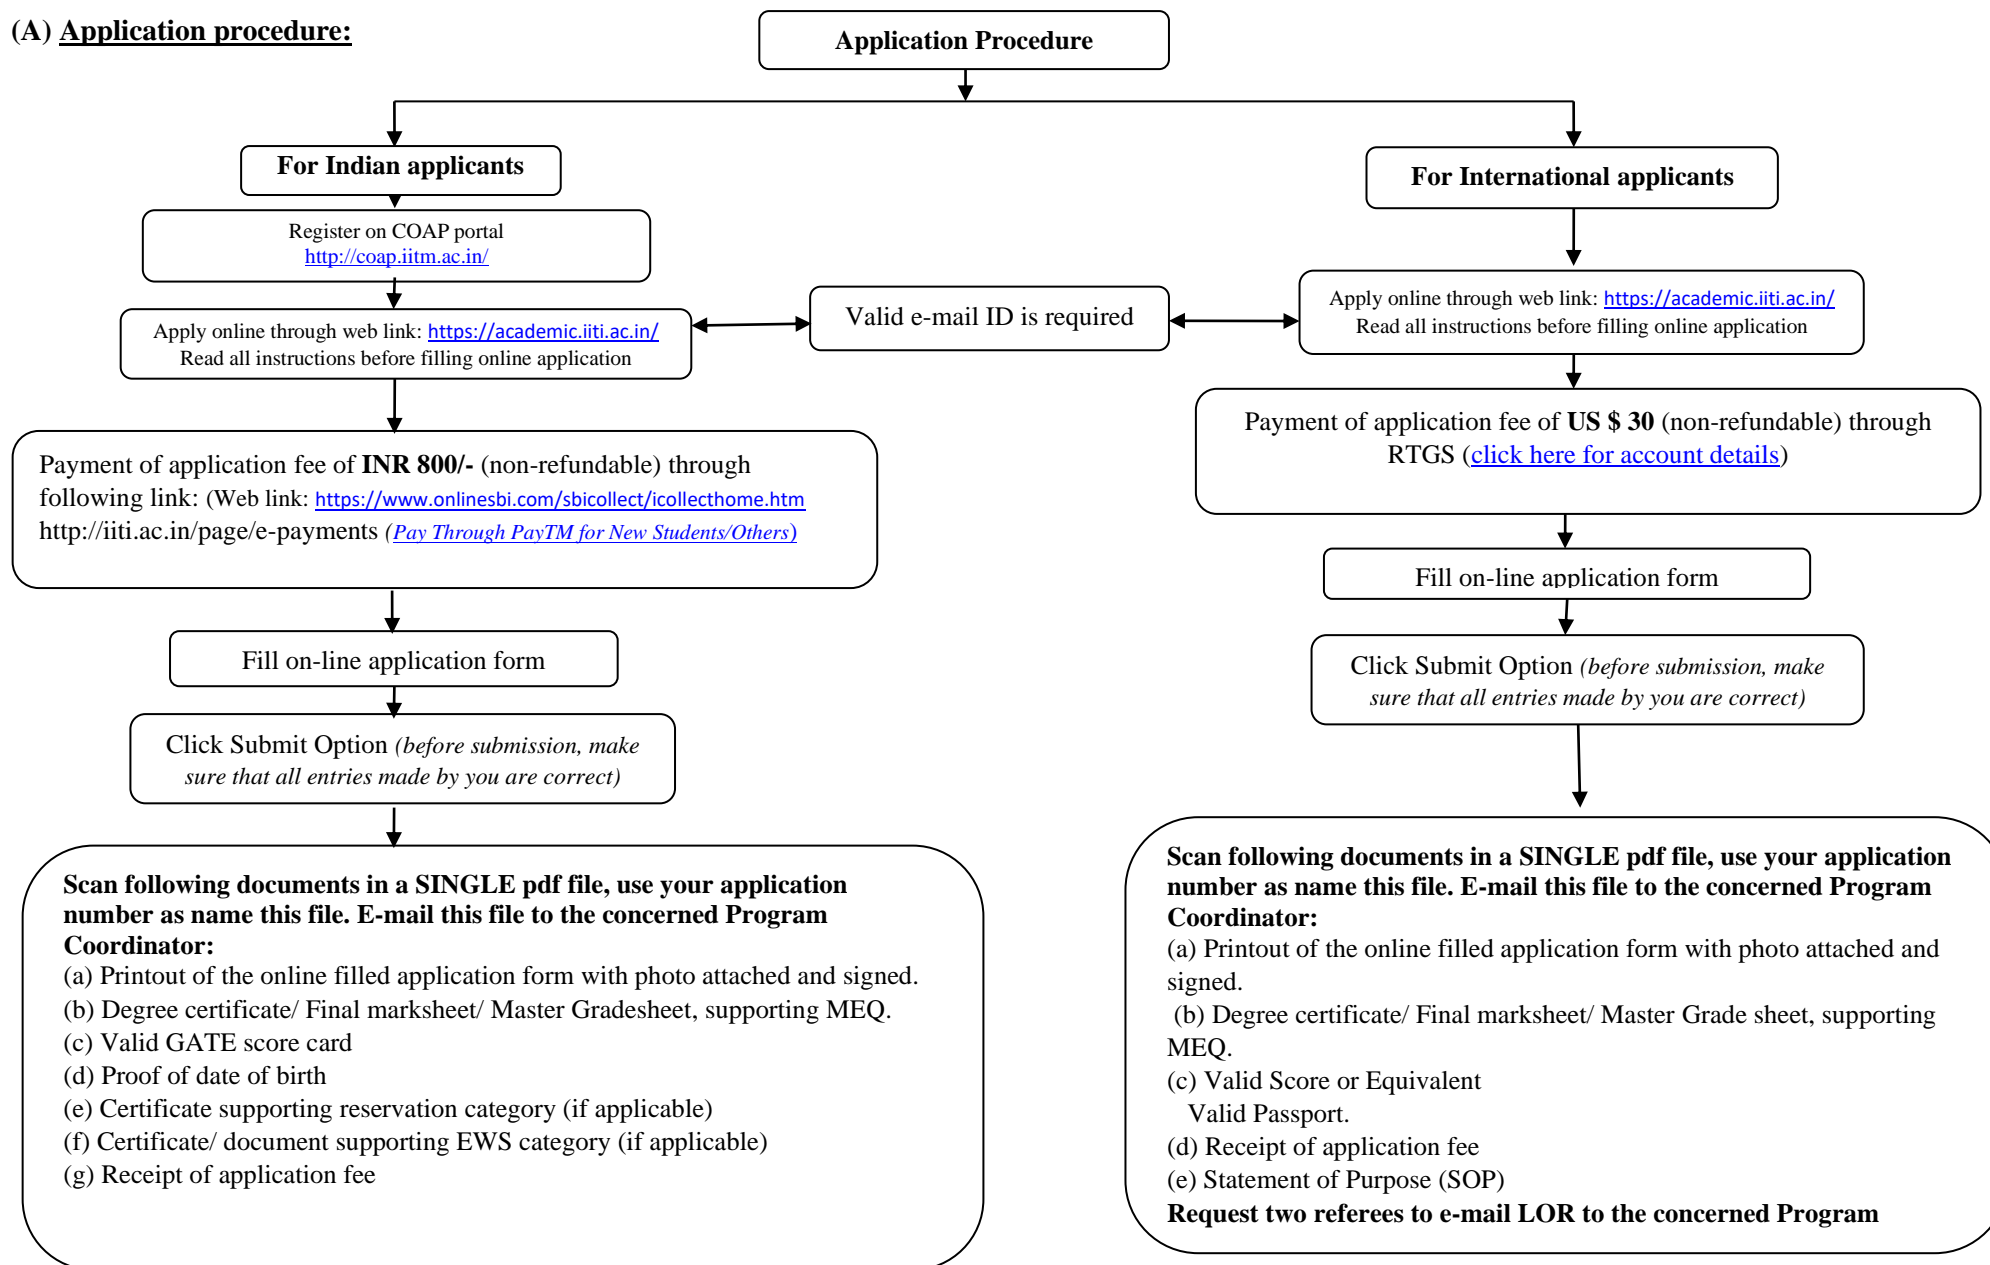 (A) Application procedure:
Application Procedure
For Indian applicants
Register on COAP portal
http://coap.iitm.ac.in/
Apply online through web link: https://academic.iiti.ac.in/
Read all instructions before filling online application
Valid e-mail ID is required
Payment of application fee of INR 800/- (non-refundable) through
following link: (Web link: https://www.onlinesbi.com/sbicollect/icollecthome.htm
http://iiti.ac.in/page/e-payments (Pay Through PayTM for New Students/Others)
Fill on-line application form
Click Submit Option (before submission, make
sure that all entries made by you are correct)
Scan following documents in a SINGLE pdf file, use your application
number as name this file. E-mail this file to the concerned Program
Coordinator:
(a) Printout of the online filled application form with photo attached and signed.
(b) Degree certificate/ Final marksheet/ Master Gradesheet, supporting MEQ.
(c) Valid GATE score card
(d) Proof of date of birth
(e) Certificate supporting reservation category (if applicable)
(f) Certificate/ document supporting EWS category (if applicable)
(g) Receipt of application fee
For International applicants
Apply online through web link: https://academic.iiti.ac.in/
Read all instructions before filling online application
Payment of application fee of US $ 30 (non-refundable) through
RTGS (click here for account details)
Fill on-line application form
Click Submit Option (before submission, make
sure that all entries made by you are correct)
Scan following documents in a SINGLE pdf file, use your application
number as name this file. E-mail this file to the concerned Program
Coordinator:
(a) Printout of the online filled application form with photo attached and
signed.
(b) Degree certificate/ Final marksheet/ Master Grade sheet, supporting
MEQ.
(c) Valid Score or Equivalent
Valid Passport.
(d) Receipt of application fee
(e) Statement of Purpose (SOP)
Request two referees to e-mail LOR to the concerned Program